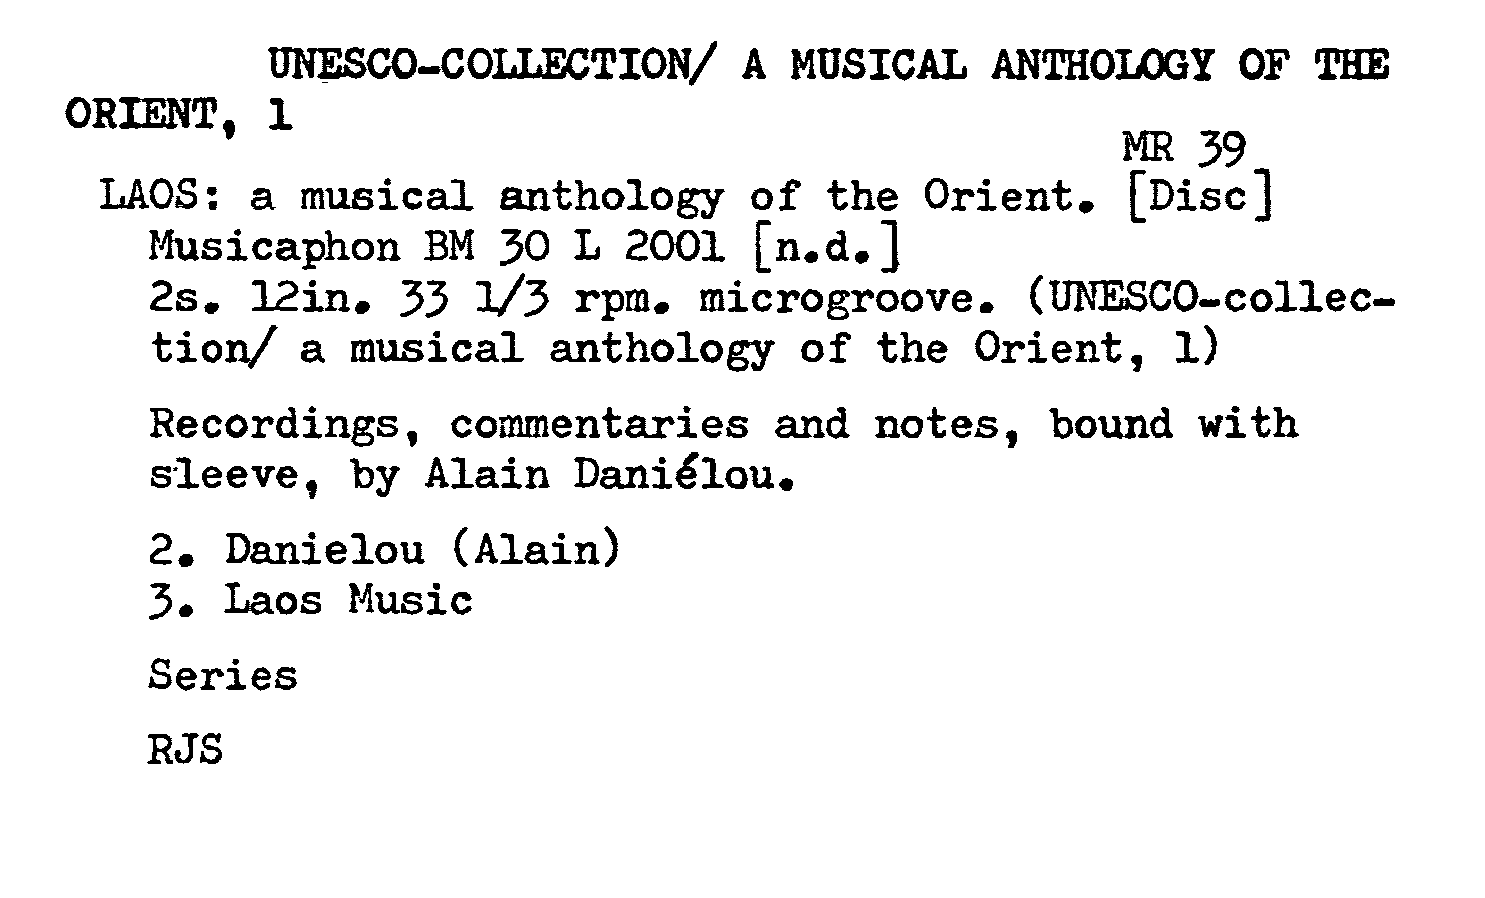 UNESCO-COLLECTION/ A MUSICAL ANTHOLOGY OF THE
ORIENT, 1
MR 39
LAOS: a musical anthology of the Orient. [Disc]
Musicaphon BM 30 L 2001 [n.d.]
2s. 12in. 33 1/3 rpm. microgroove. (UNESCO-collec-
tion/ a musical anthology of the Orient, 1)
Recordings, commentaries and notes, bound with
sleeve, by Alain Daniélou.
2. Danielou (Alain)
3. Laos Music
Series
RJS